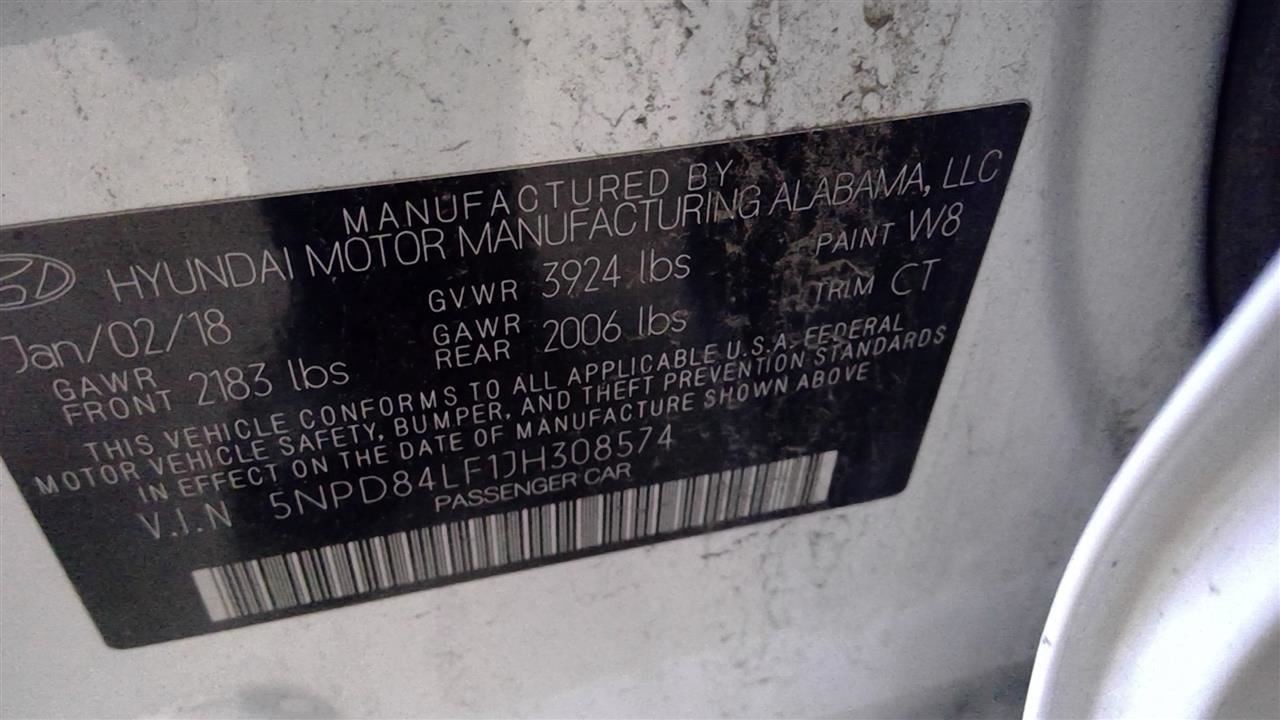 MANUFACTURED BY
HYUNDAI MOTOR MANUFACTURING ALABAMA, LLC
Jan/02/18 GVWR 3924 lbs PAINT W8
GAWR FRONT 2183 lbs GAWR REAR 2006 lbs TRIM CT
THIS VEHICLE CONFORMS TO ALL APPLICABLE U.S.A. FEDERAL
MOTOR VEHICLE SAFETY, BUMPER, AND THEFT PREVENTION STANDARDS
IN EFFECT ON THE DATE OF MANUFACTURE SHOWN ABOVE
V.I.N 5NPD84LF1JH308574
PASSENGER CAR